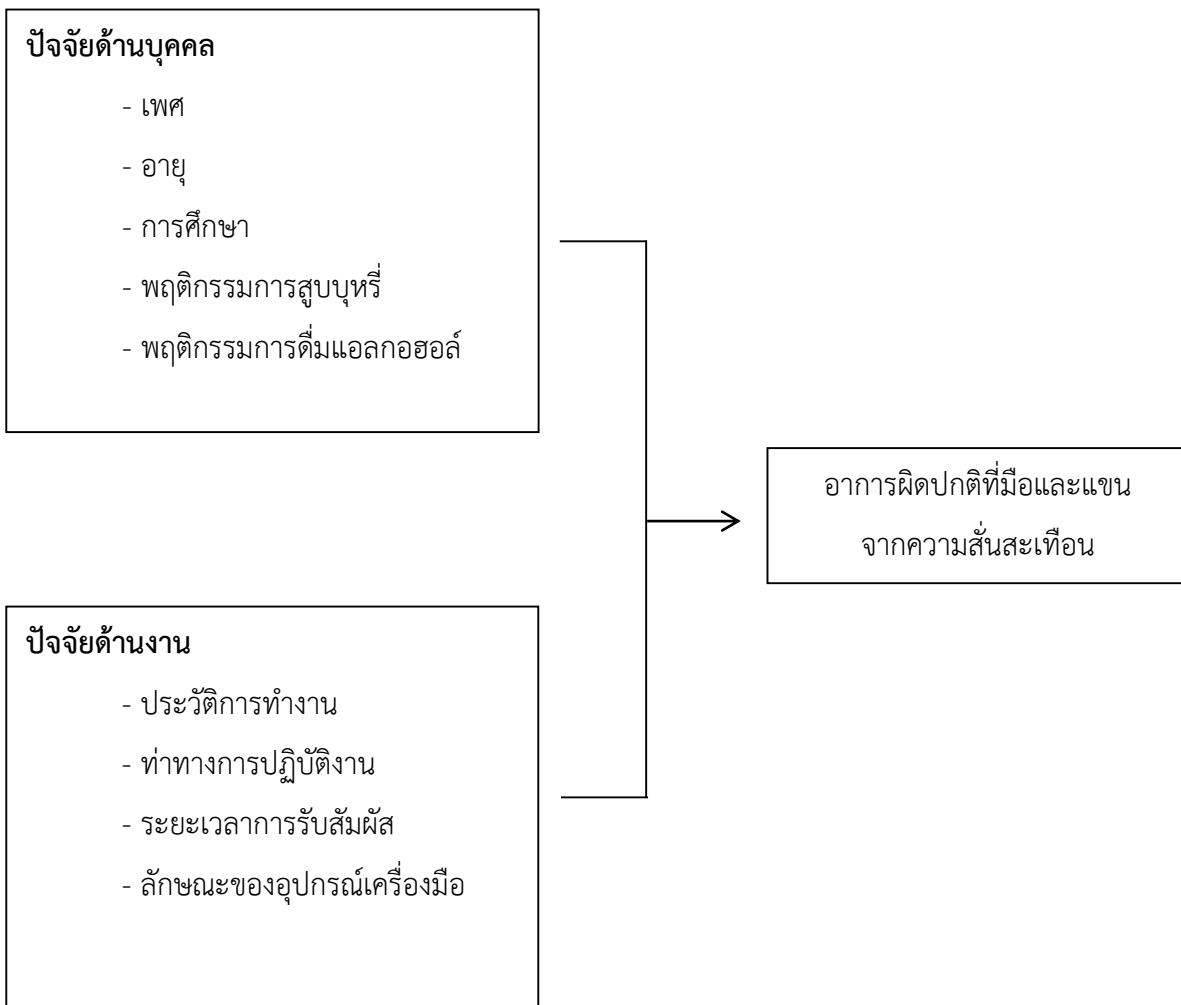 ปัจจัยด้านบุคคล
- เพศ
- อายุ
- การศึกษา
- พฤติกรรมการสูบบุหรี่
- พฤติกรรมการดื่มแอลกอฮอล์
อาการผิดปกติที่มือและแขน
จากความสั่นสะเทือน
ปัจจัยด้านงาน
- ประวัติการทำงาน
- ท่าทางการปฏิบัติงาน
- ระยะเวลาการรับสัมผัส
- ลักษณะของอุปกรณ์เครื่องมือ